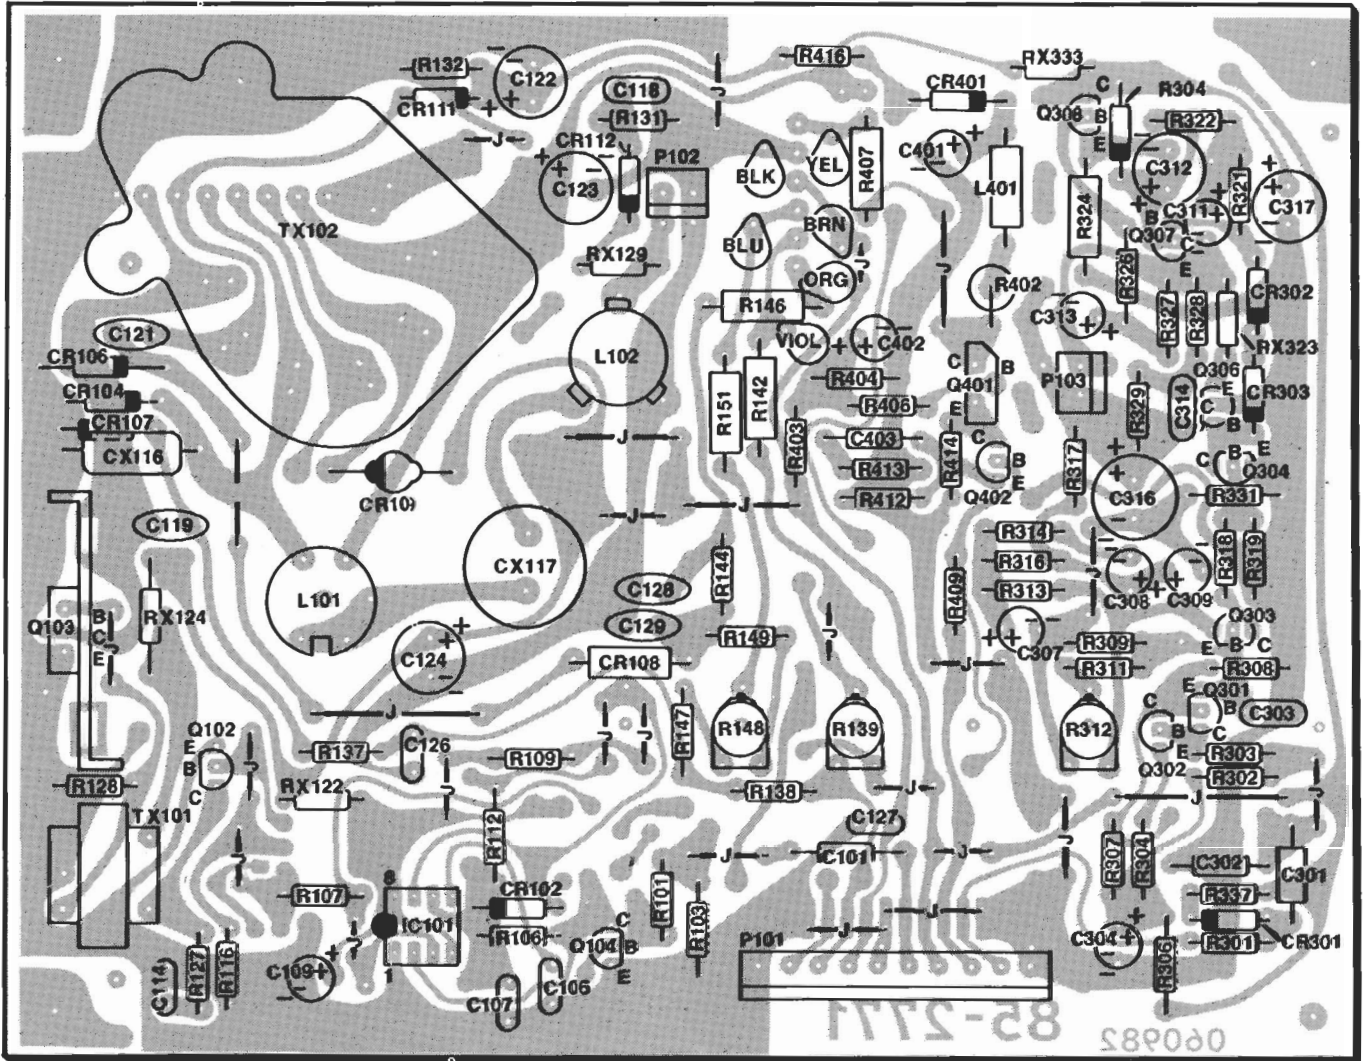 R132
C122
CR111
C118
R131
J
R416
CR401
RX333
C
Q308
B
E
R304
R322
J
CR112
C123
P102
BLK
YEL
R407
C401
L401
R324
C312
R321
C311
C317
TX102
BLU
BRN
J
B
Q307
C
E
RX129
ORG
J
R402
R326
CR302
R146
VIOL
C402
C313
R327
R328
RX323
C121
CR106
L102
CR104
CR107
CX116
R151
R142
R404
R406
R403
C403
R413
R412
C
Q401
B
E
P103
R329
C314
Q306
E
C
B
CR303
J
R414
C
B
E
Q402
R317
C316
C
B
E
Q304
R331
CR10
J
J
C119
CX117
R314
R316
R313
R318
R319
J
C308
C309
R144
C128
C129
R409
L101
Q103
B
C
E
J
RX124
C124
CR108
R149
J
J
C307
R309
R311
Q303
E
B
C
R308
J
R147
R148
R139
R312
C
B
E
Q302
E
Q301
B
C
C303
R303
R302
Q102
E
B
C
J
R137
C126
R109
J
J
RX122
R128
TX101
J
J
R112
R138
J
C127
C101
J
J
J
J
J
R307
R304
C302
C301
R337
CR301
R301
R107
8
IC101
1
J
CR102
R106
R101
R103
C
Q104
B
E
J
J
P101
C304
R306
C114
R127
R116
C109
C107
C106
85-2771
060982